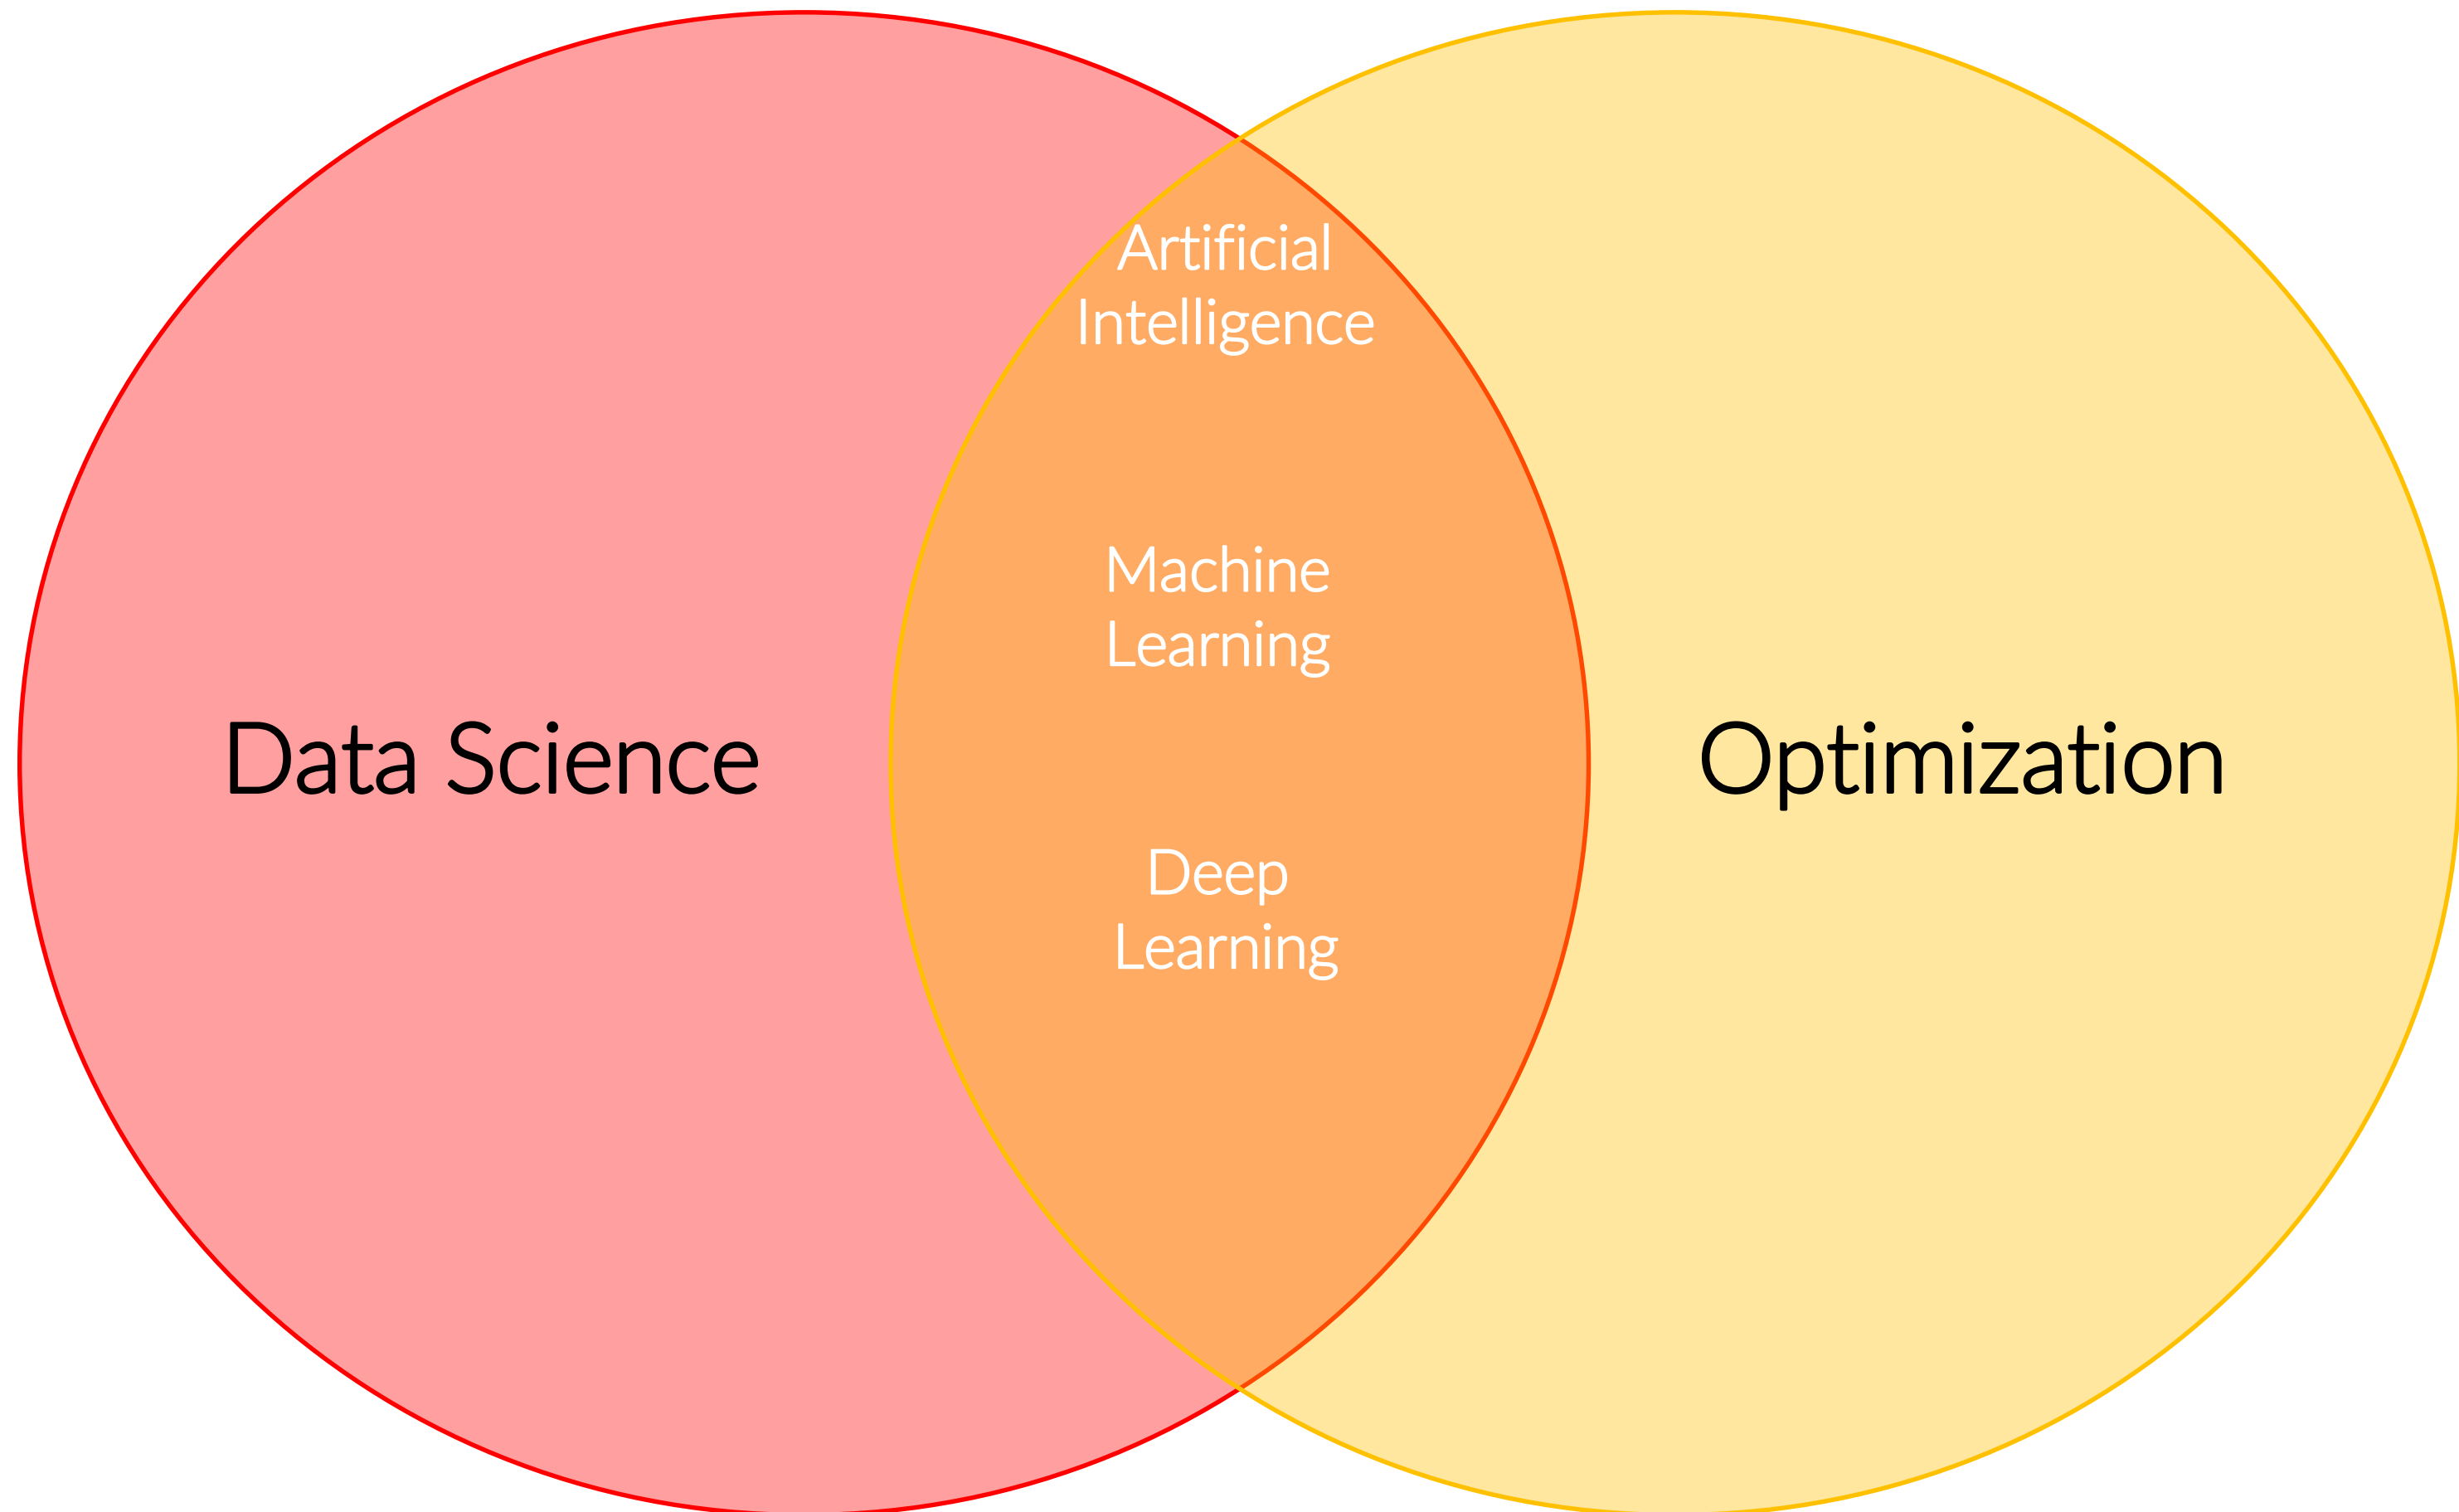 Artificial
Intelligence
Machine
Learning
Data Science
Optimization
Deep
Learning